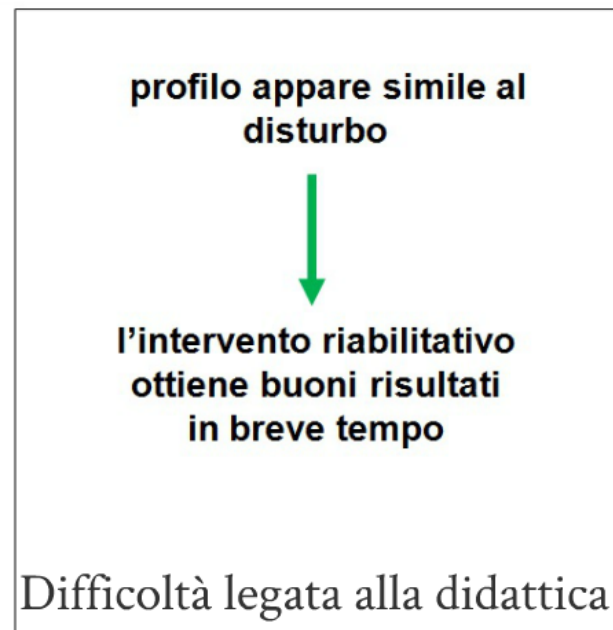 profilo appare simile al
disturbo
l'intervento riabilitativo
ottiene buoni risultati
in breve tempo
Difficoltà legata alla didattica